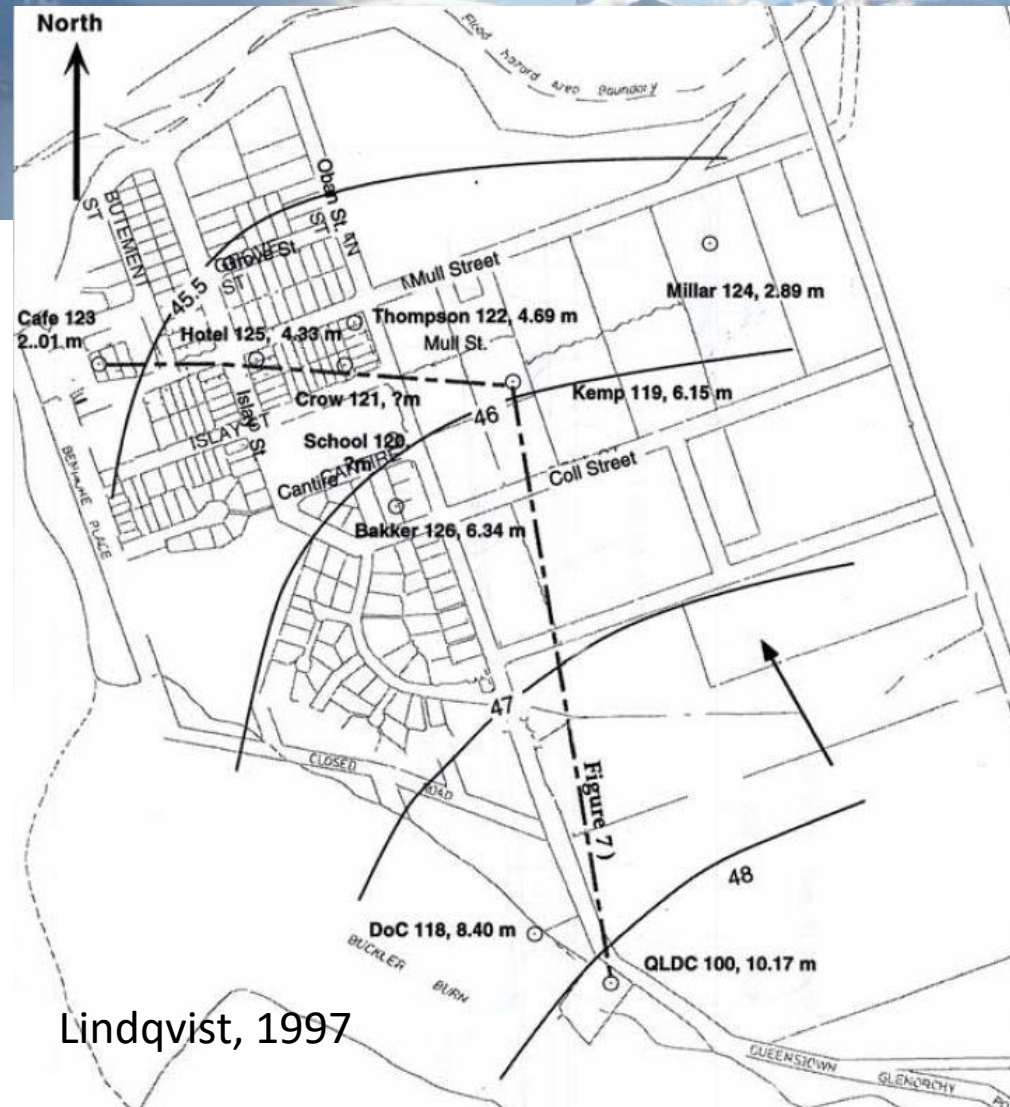 North
Flood hazard Area Boundary
BUTEMENT
ST
Oban St.
ST
Grove St.
ST
Mull Street
45.5
Cafe 123
2..01 m
Hotel 125, 4.33 m
Thompson 122, 4.69 m
Mull St.
Millar 124, 2.89 m
Crow 121, ?m
Kemp 119, 6.15 m
Islay St
ISLAY
46
School 120,
?m
Coll Street
Cantire
BENMORE PLACE
Bakker 126, 6.34 m
47
CLOSED
ROAD
Figure 7 )
48
DoC 118, 8.40 m
BUCKLER
BURN
QLDC 100, 10.17 m
Lindqvist, 1997
QUEENSTOWN
GLENORCHY